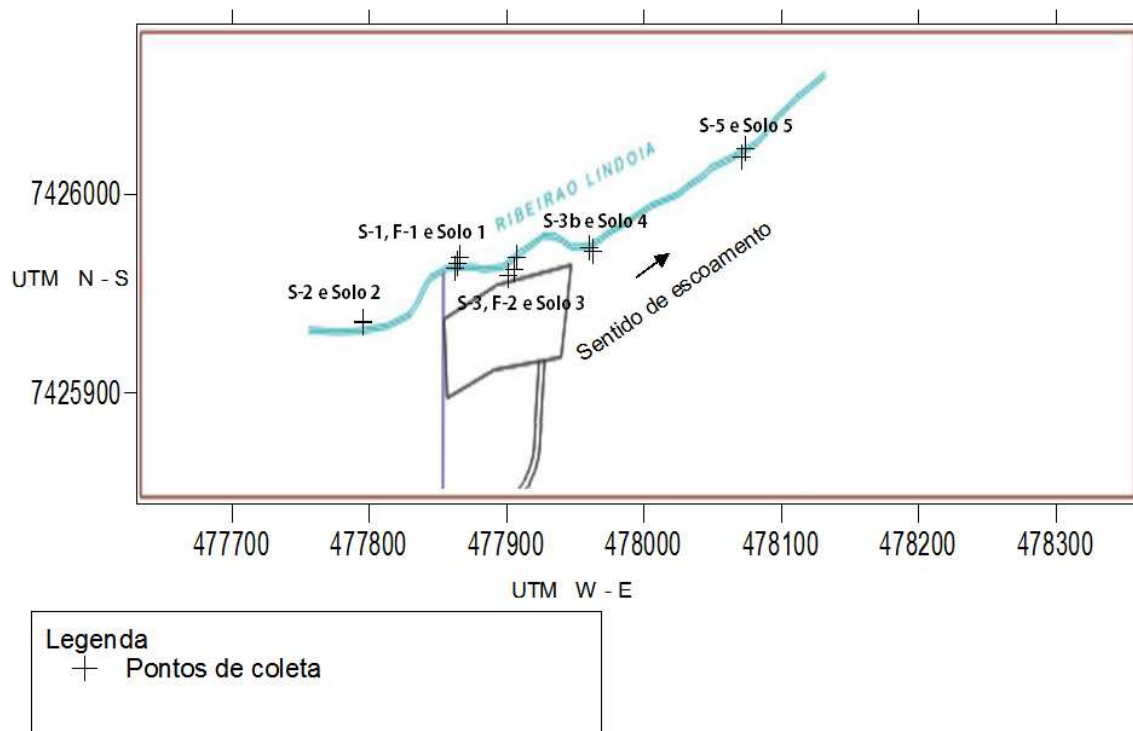 S-5 e Solo 5
RIBEIRAO LINDOIA
7426000
S-1, F-1 e Solo 1
S-3b e Solo 4
UTM N - S
S-2 e Solo 2
S-3, F-2 e Solo 3
Sentido de escoamento
7425900
477700 477800 477900 478000 478100 478200 478300
UTM W - E
Legenda
Pontos de coleta